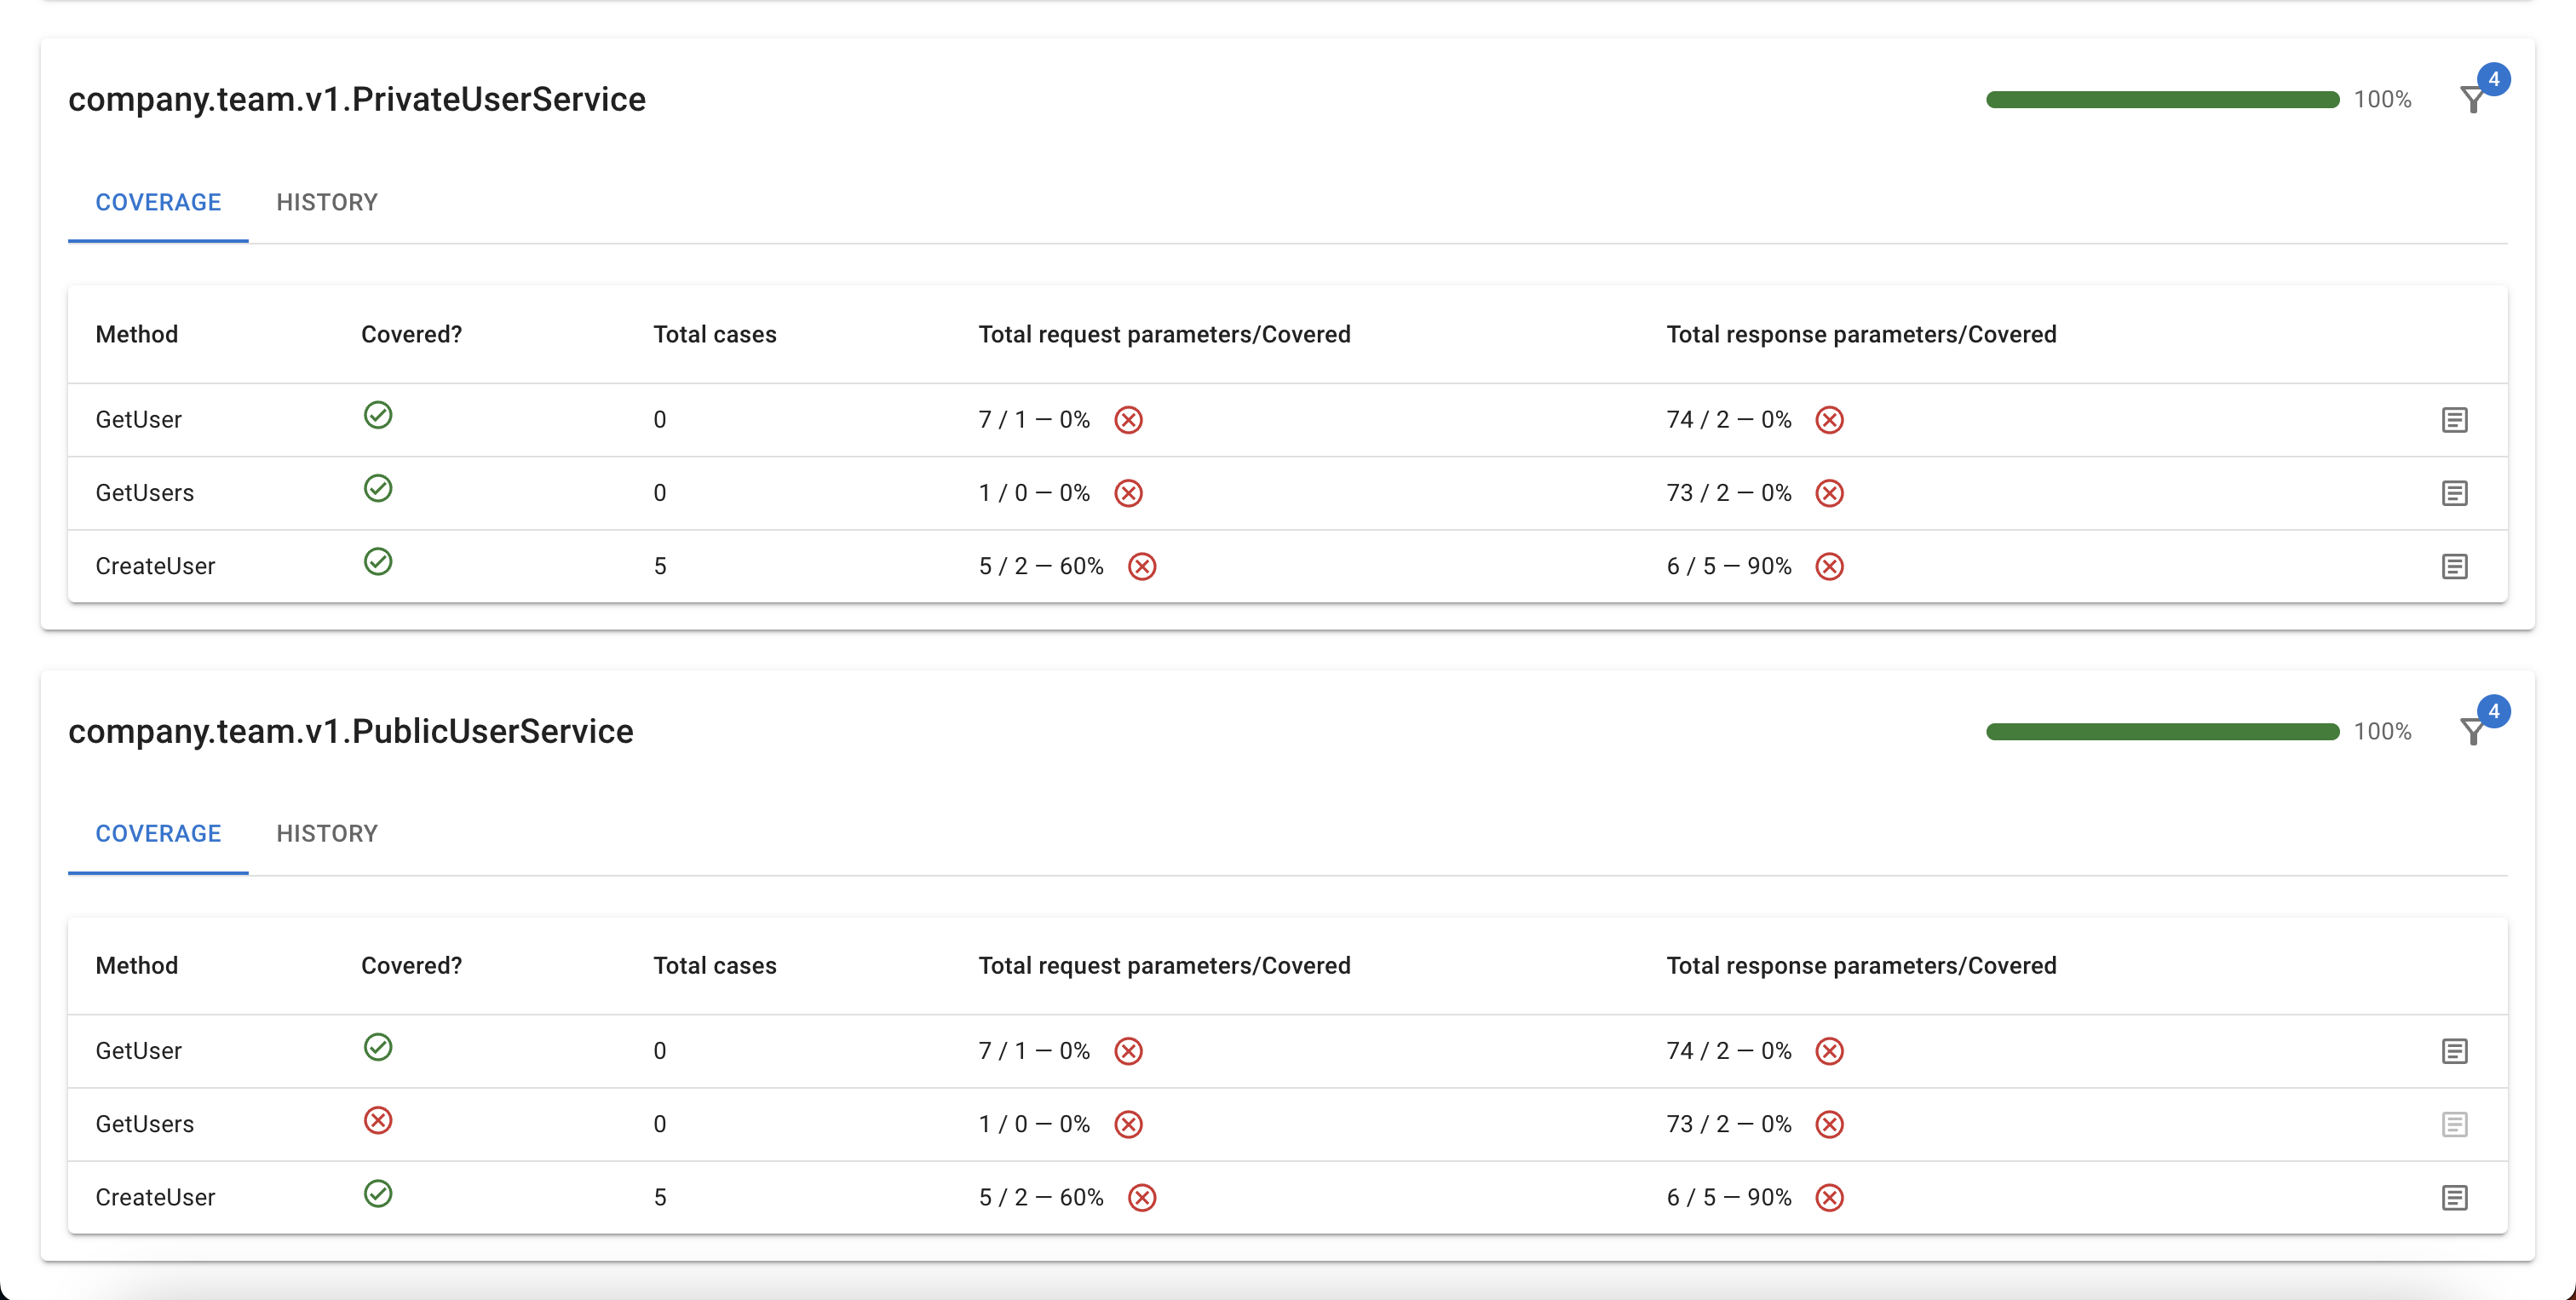 company.team.v1.PrivateUserService 100% 4
COVERAGE HISTORY
Method Covered? Total cases Total request parameters/Covered Total response parameters/Covered
GetUser 0 7 / 1 — 0% 74 / 2 — 0%
GetUsers 0 1 / 0 — 0% 73 / 2 — 0%
CreateUser 5 5 / 2 — 60% 6 / 5 — 90%
company.team.v1.PublicUserService 100% 4
COVERAGE HISTORY
Method Covered? Total cases Total request parameters/Covered Total response parameters/Covered
GetUser 0 7 / 1 — 0% 74 / 2 — 0%
GetUsers 0 1 / 0 — 0% 73 / 2 — 0%
CreateUser 5 5 / 2 — 60% 6 / 5 — 90%